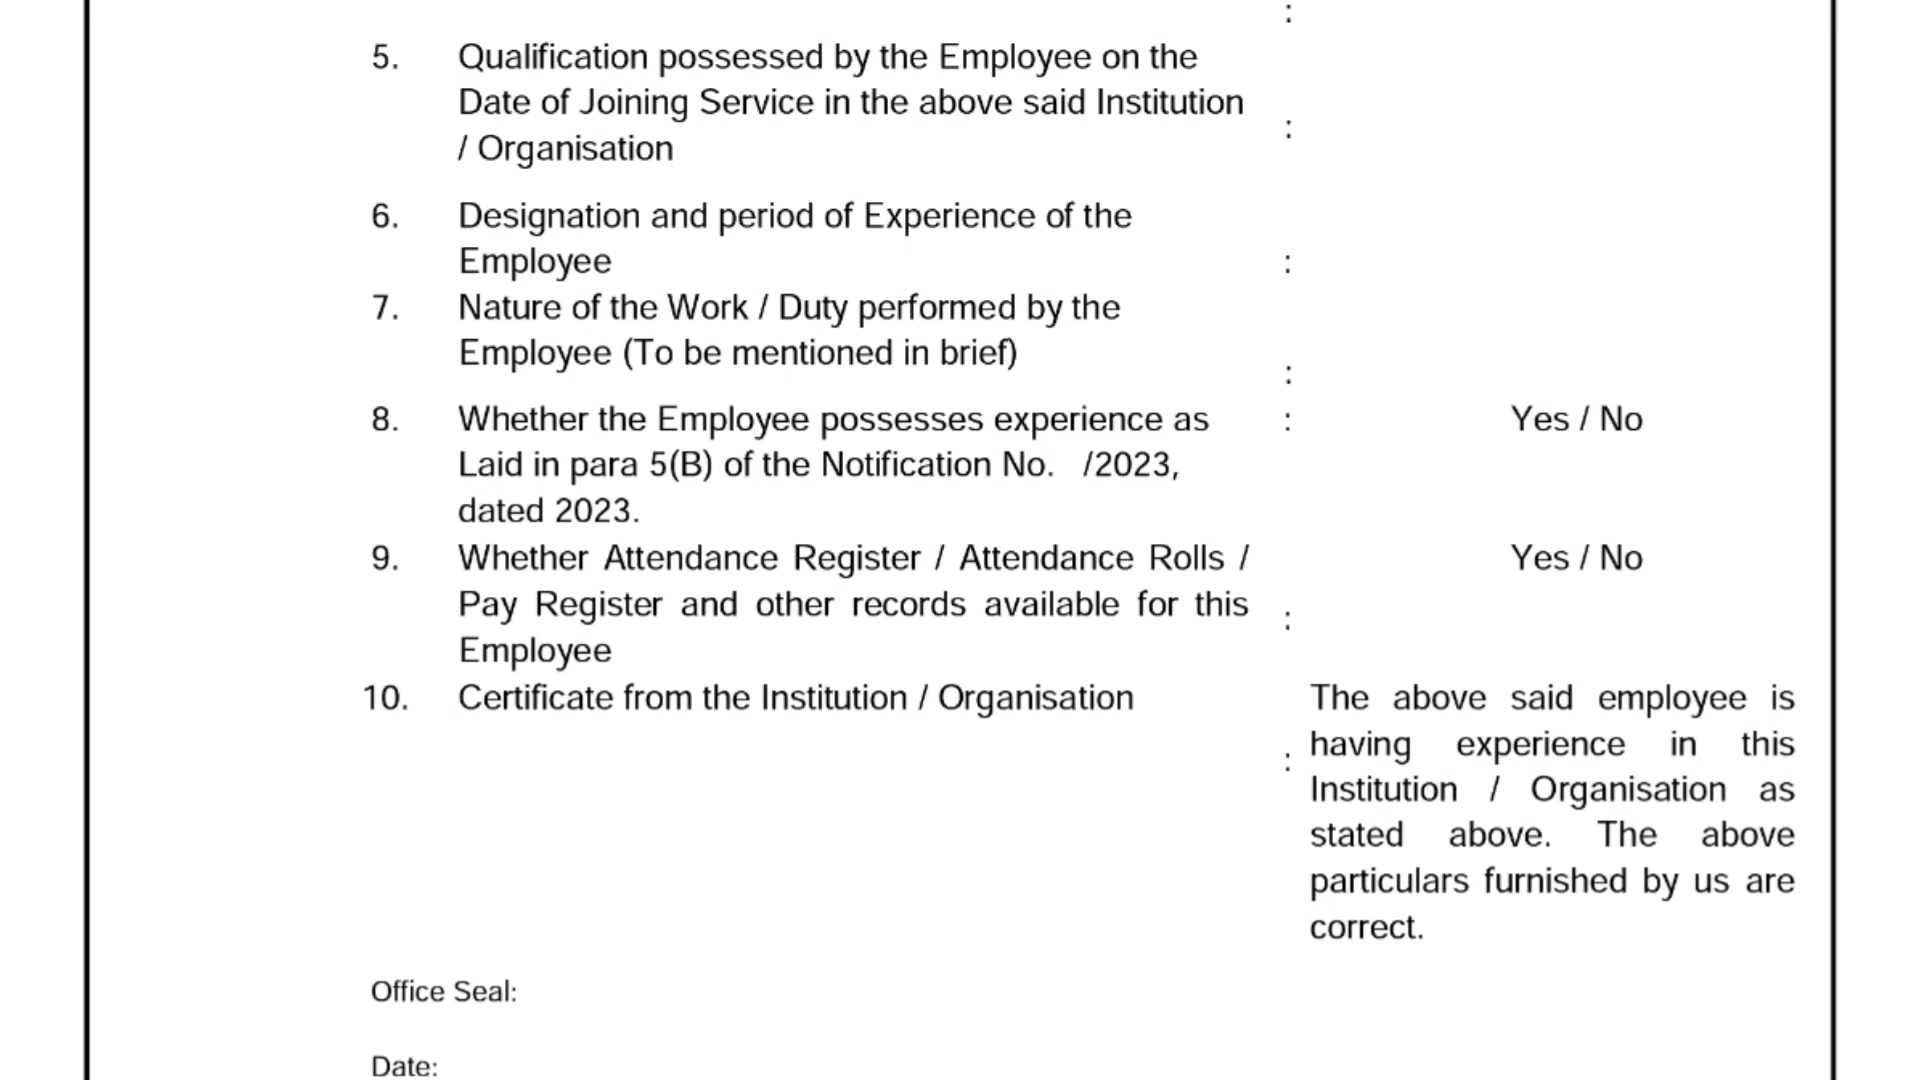 :
5. Qualification possessed by the Employee on the
Date of Joining Service in the above said Institution
/ Organisation :
6. Designation and period of Experience of the
Employee :
7. Nature of the Work / Duty performed by the
Employee (To be mentioned in brief) :
8. Whether the Employee possesses experience as : Yes / No
Laid in para 5(B) of the Notification No. /2023,
dated 2023.
9. Whether Attendance Register / Attendance Rolls / Yes / No
Pay Register and other records available for this :
Employee
10. Certificate from the Institution / Organisation :
The above said employee is
having experience in this
Institution / Organisation as
stated above. The above
particulars furnished by us are
correct.
Office Seal:
Date: